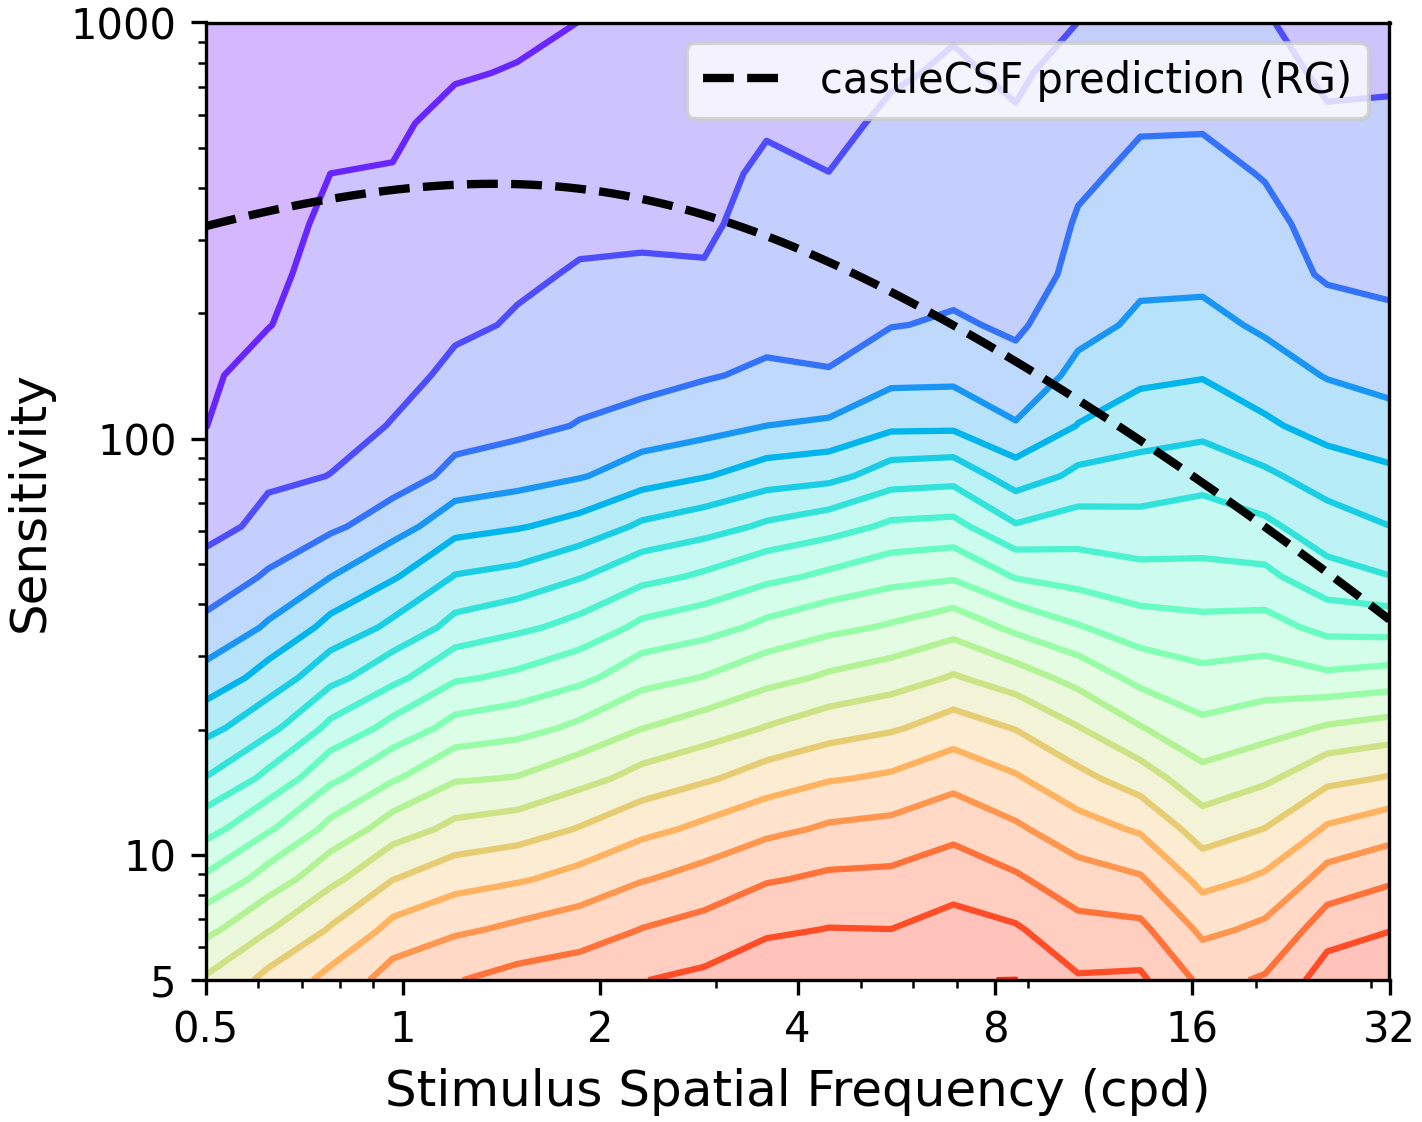 1000
castleCSF prediction (RG)
Sensitivity
100
10
5
0.5 1 2 4 8 16 32
Stimulus Spatial Frequency (cpd)